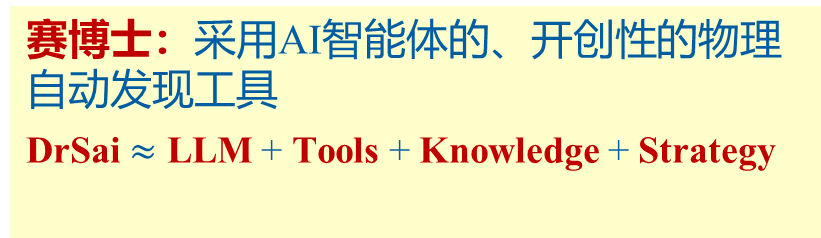 赛博士：采用AI智能体的、开创性的物理
自动发现工具
DrSai ≈ LLM + Tools + Knowledge + Strategy